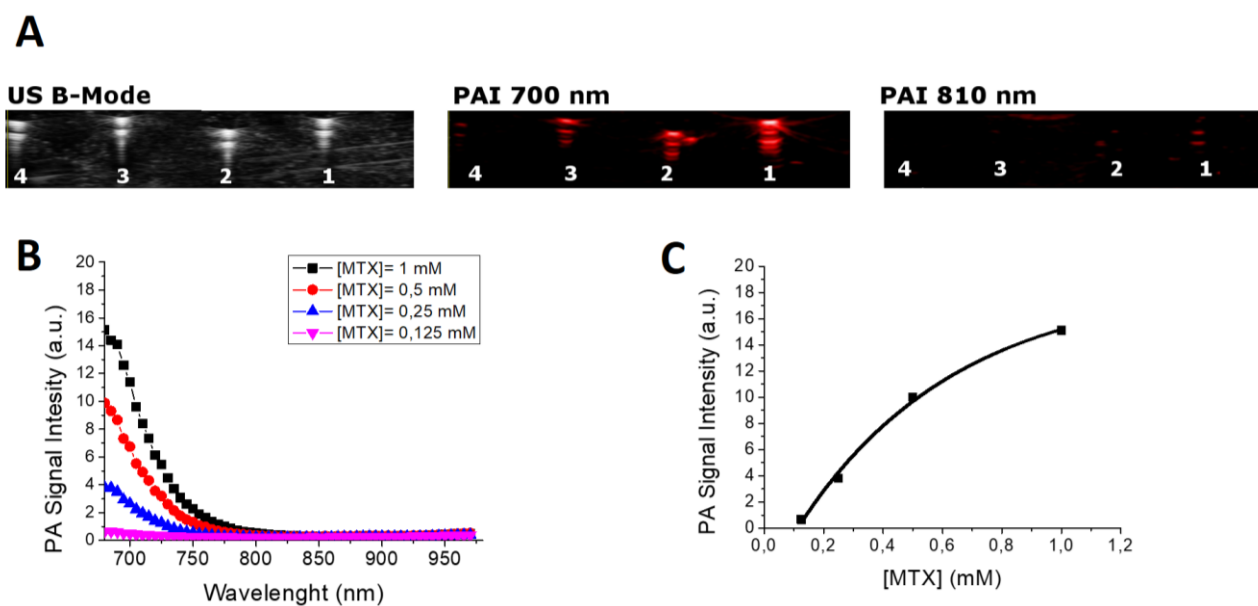 A
US B-Mode
4 3 2 1
PAI 700 nm
4 3 2 1
PAI 810 nm
4 3 2 1
B
PA Signal Intesity (a.u.)
20
18
16
14
12
10
8
6
4
2
0
[MTX]= 1 mM
[MTX]= 0,5 mM
[MTX]= 0,25 mM
[MTX]= 0,125 mM
700 750 800 850 900 950
Wavelenght (nm)
C
PA Signal Intensity (a.u.)
20
18
16
14
12
10
8
6
4
2
0
0,0 0,2 0,4 0,6 0,8 1,0 1,2
[MTX] (mM)